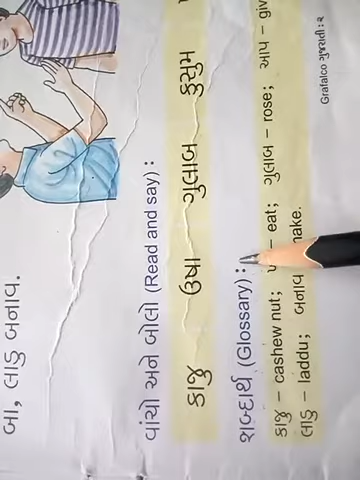 બા, લાડુ બનાવ.
વાંચો અને બોલો (Read and say) :
કાજુ ઉષા ગુલાબ કુસુમ
શબ્દાર્થ (Glossary) :
કાજુ – cashew nut; – eat; ગુલાબ – rose; આપ – giv
લાડુ – laddu; બનાવ make.
Grafalco ગુજરાતી : ૨